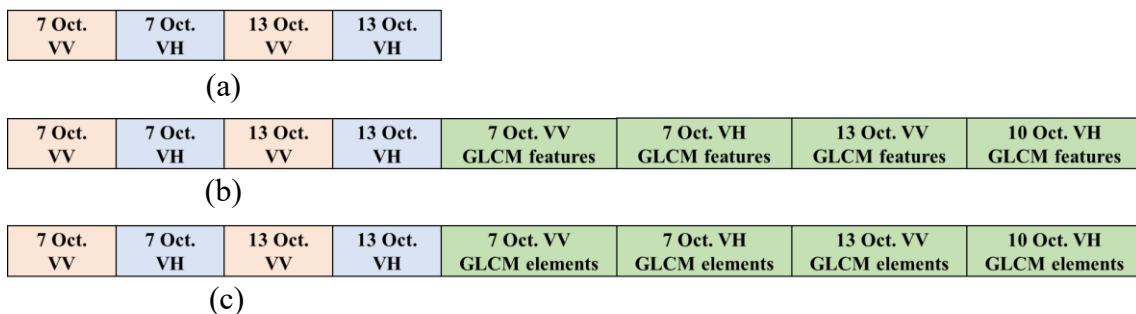 7 Oct. 7 Oct. 13 Oct. 13 Oct.
VV VH VV VH
(a)
7 Oct. 7 Oct. 13 Oct. 13 Oct. 7 Oct. VV 7 Oct. VH 13 Oct. VV 10 Oct. VH
VV VH VV VH GLCM features GLCM features GLCM features GLCM features
(b)
7 Oct. 7 Oct. 13 Oct. 13 Oct. 7 Oct. VV 7 Oct. VH 13 Oct. VV 10 Oct. VH
VV VH VV VH GLCM elements GLCM elements GLCM elements GLCM elements
(c)